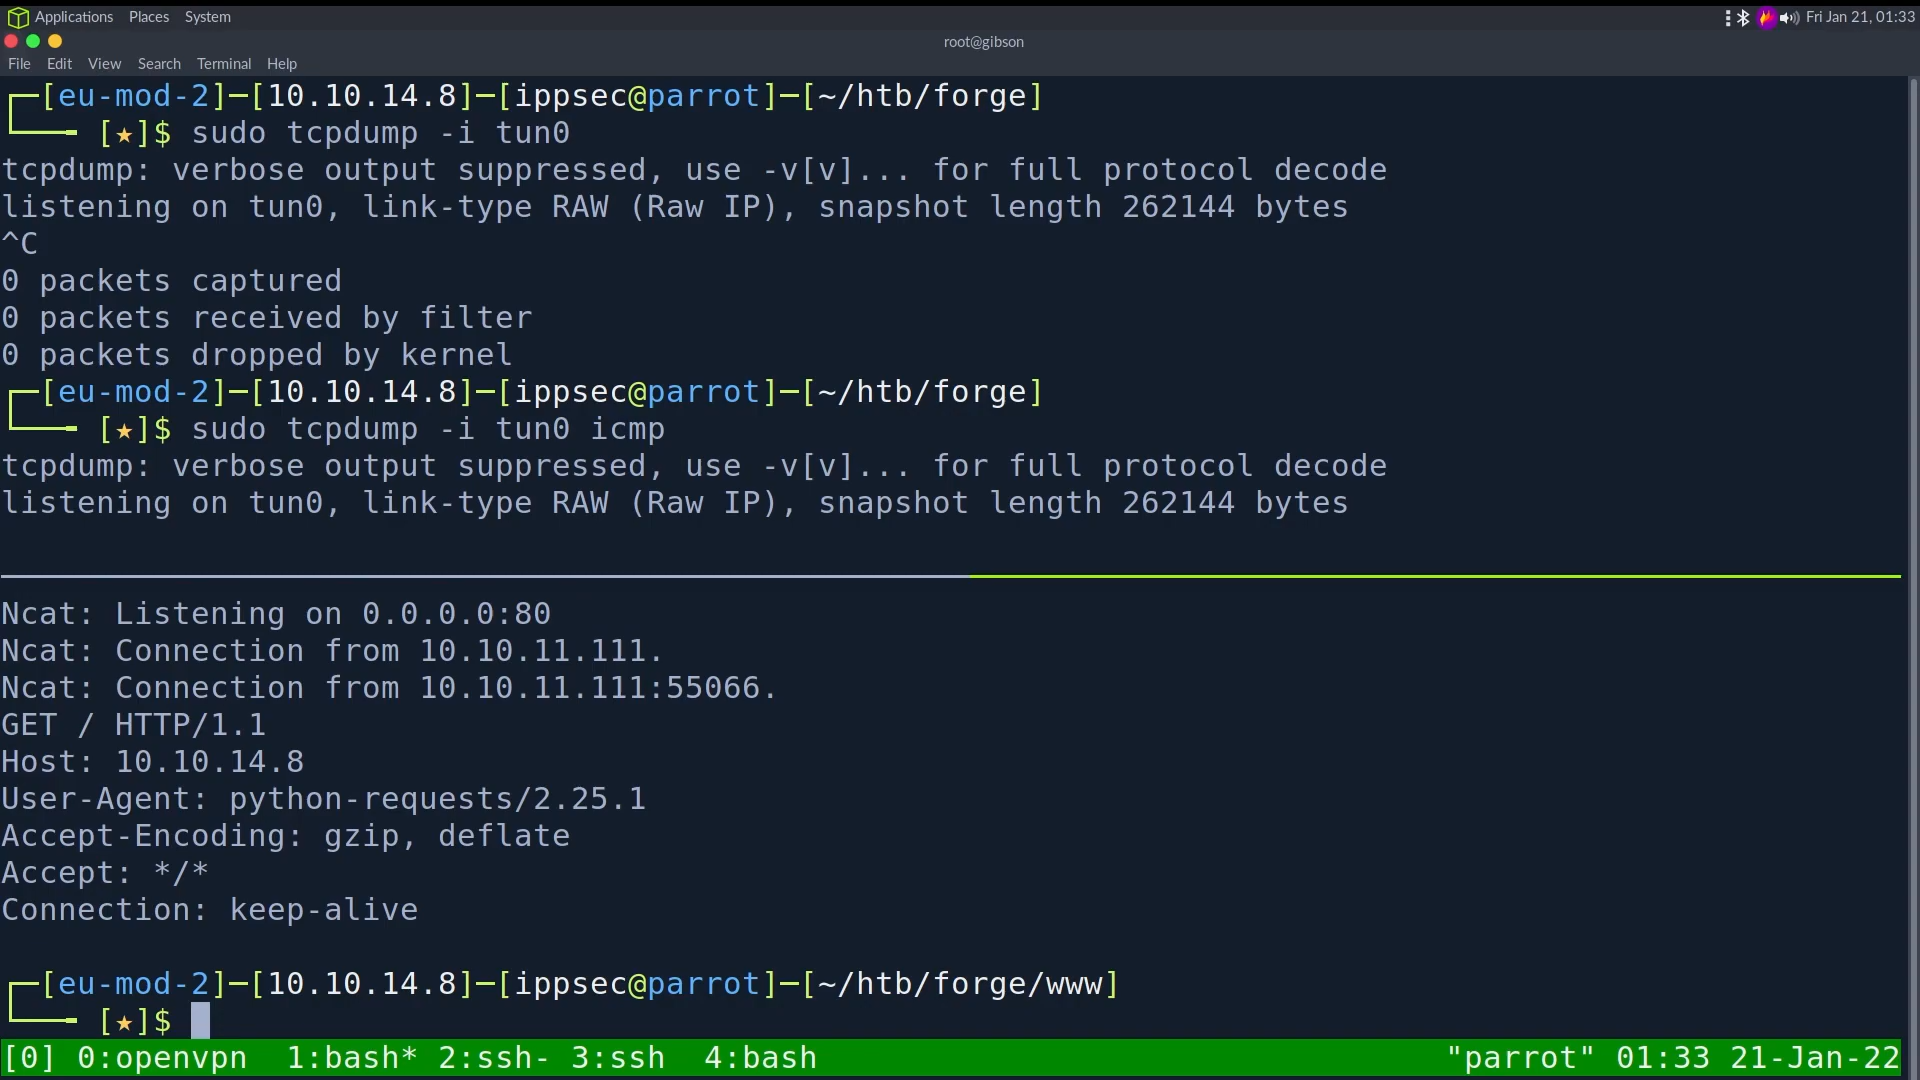 Applications Places System
Fri Jan 21, 01:33
root@gibson
File Edit View Search Terminal Help
┌─[eu-mod-2]─[10.10.14.8]─[ippsec@parrot]─[~/htb/forge]
└──╼ [★]$ sudo tcpdump -i tun0
tcpdump: verbose output suppressed, use -v[v]... for full protocol decode
listening on tun0, link-type RAW (Raw IP), snapshot length 262144 bytes
^C
0 packets captured
0 packets received by filter
0 packets dropped by kernel
┌─[eu-mod-2]─[10.10.14.8]─[ippsec@parrot]─[~/htb/forge]
└──╼ [★]$ sudo tcpdump -i tun0 icmp
tcpdump: verbose output suppressed, use -v[v]... for full protocol decode
listening on tun0, link-type RAW (Raw IP), snapshot length 262144 bytes
Ncat: Listening on 0.0.0.0:80
Ncat: Connection from 10.10.11.111.
Ncat: Connection from 10.10.11.111:55066.
GET / HTTP/1.1
Host: 10.10.14.8
User-Agent: python-requests/2.25.1
Accept-Encoding: gzip, deflate
Accept: */*
Connection: keep-alive
┌─[eu-mod-2]─[10.10.14.8]─[ippsec@parrot]─[~/htb/forge/www]
└──╼ [★]$
[0] 0:openvpn  1:bash* 2:ssh- 3:ssh  4:bash "parrot" 01:33 21-Jan-22